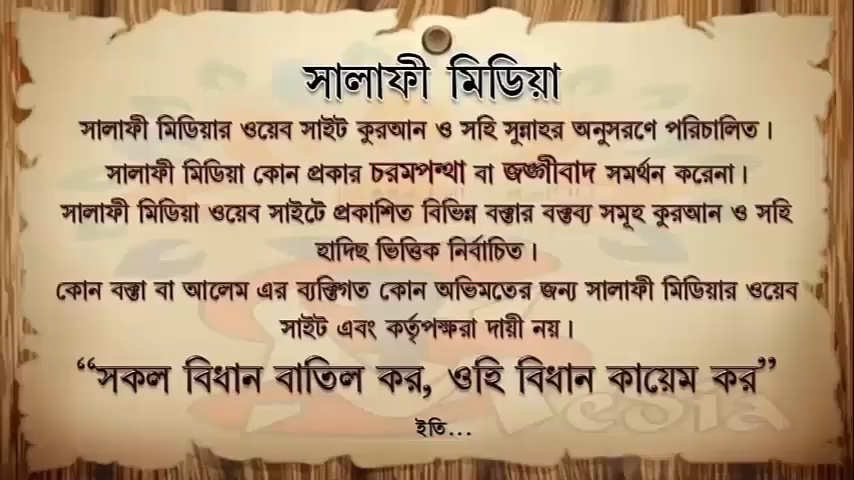 সালাফী মিডিয়া
সালাফী মিডিয়ার ওয়েব সাইট কুরআন ও সহি সুন্নাহর অনুসরণে পরিচালিত।
সালাফী মিডিয়া কোন প্রকার চরমপন্থা বা জঙ্গীবাদ সমর্থন করেনা।
সালাফী মিডিয়া ওয়েব সাইটে প্রকাশিত বিভিন্ন বক্তার বক্তব্য সমূহ কুরআন ও সহি
হাদিছ ভিত্তিক নির্বাচিত।
কোন বক্তা বা আলেম এর ব্যক্তিগত কোন অভিমতের জন্য সালাফী মিডিয়ার ওয়েব
সাইট এবং কর্তৃপক্ষরা দায়ী নয়।
“সকল বিধান বাতিল কর, ওহি বিধান কায়েম কর”
ইতি...